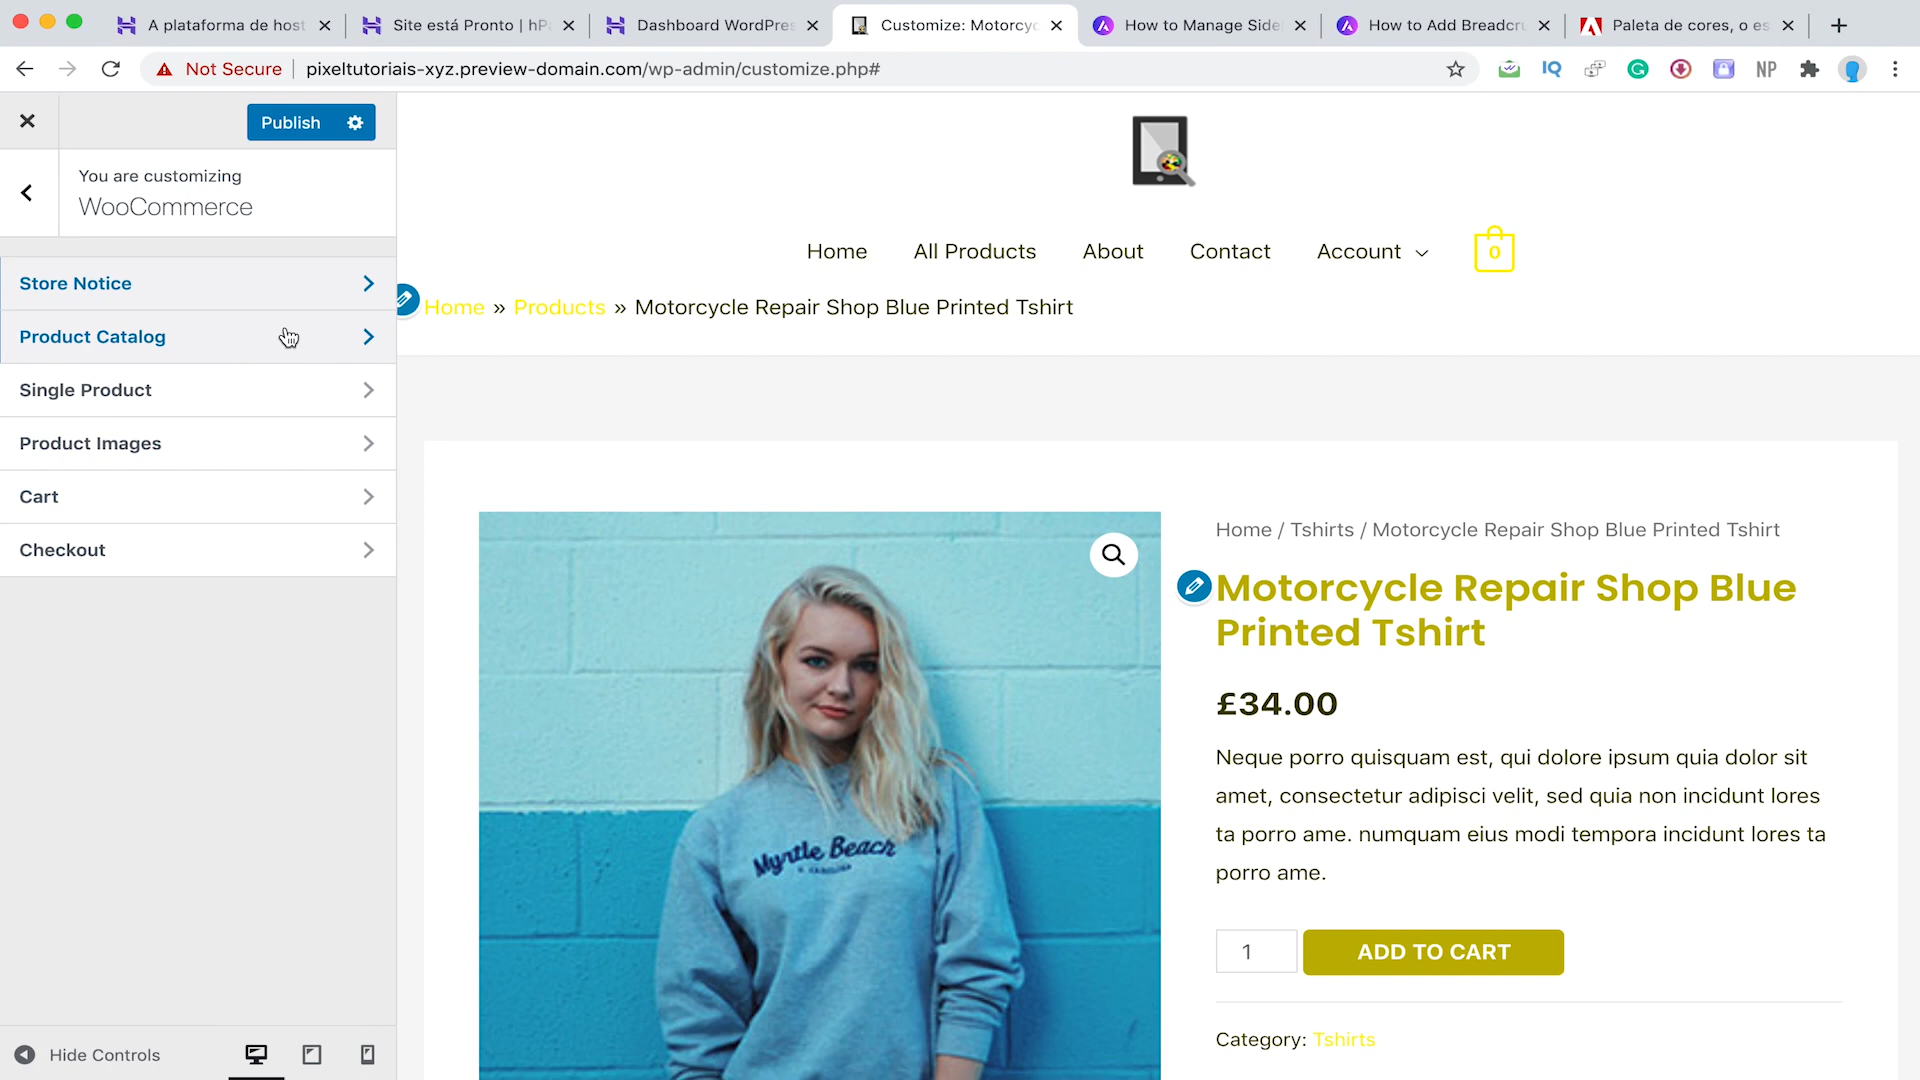 A plataforma de host
Site está Pronto | hP
Dashboard WordPres
Customize: Motorcyc
How to Manage Side
How to Add Breadcru
Paleta de cores, o es
Not Secure
pixeltutoriais-xyz.preview-domain.com/wp-admin/customize.php#
IQ
NP
Publish
You are customizing
WooCommerce
Store Notice
Product Catalog
Single Product
Product Images
Cart
Checkout
Hide Controls
Home All Products About Contact Account 0
Home » Products » Motorcycle Repair Shop Blue Printed Tshirt
Myrtle Beach
Home / Tshirts / Motorcycle Repair Shop Blue Printed Tshirt
Motorcycle Repair Shop Blue
Printed Tshirt
£34.00
Neque porro quisquam est, qui dolore ipsum quia dolor sit
amet, consectetur adipisci velit, sed quia non incidunt lores
ta porro ame. numquam eius modi tempora incidunt lores ta
porro ame.
1 ADD TO CART
Category: Tshirts